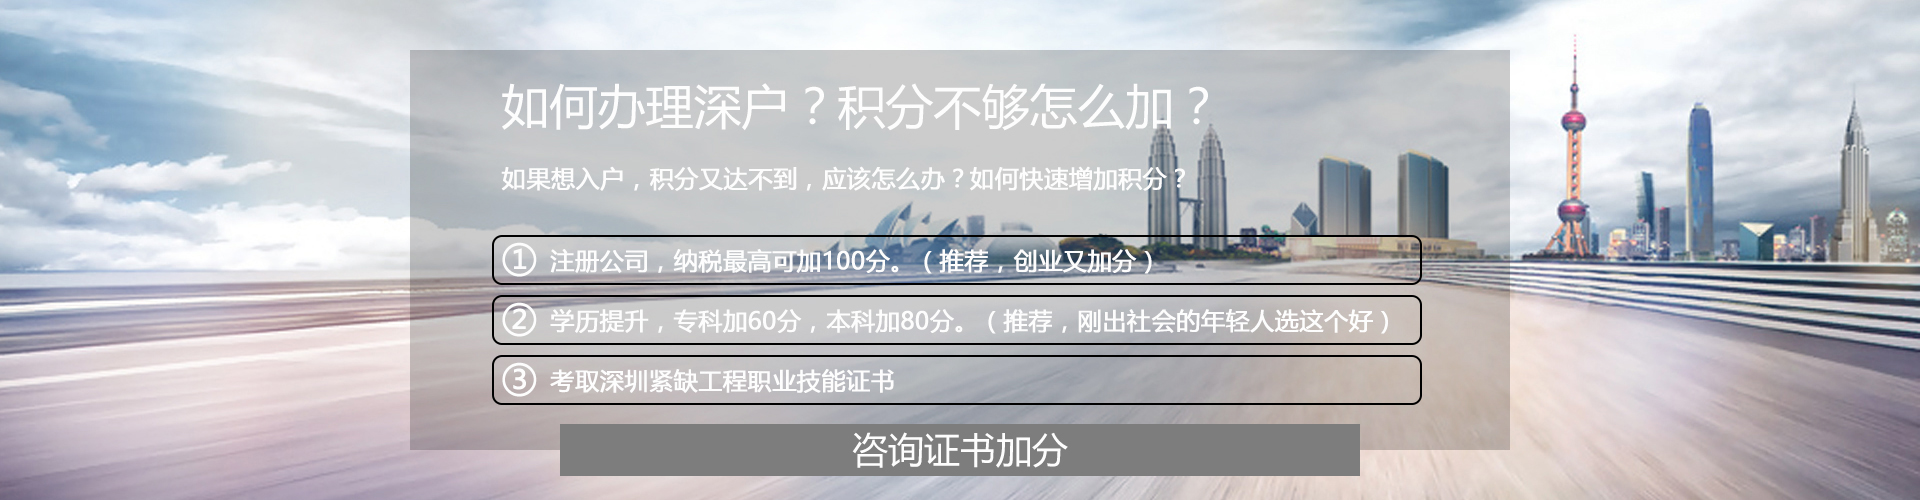 如何办理深户？积分不够怎么加？
如果想入户，积分又达不到，应该怎么办？如何快速增加积分？
① 注册公司，纳税最高可加100分。（推荐，创业又加分）
② 学历提升，专科加60分，本科加80分。（推荐，刚出社会的年轻人选这个好）
③ 考取深圳紧缺工程职业技能证书
咨询证书加分